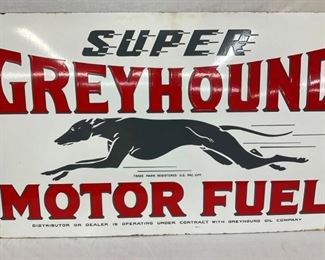 SUPER
GREYHOUND
TRADE MARK REGISTERED U.S. PAT. OFF.
MOTOR FUEL
DISTRIBUTOR OR DEALER IS OPERATING UNDER CONTRACT WITH GREYHOUND OIL COMPANY